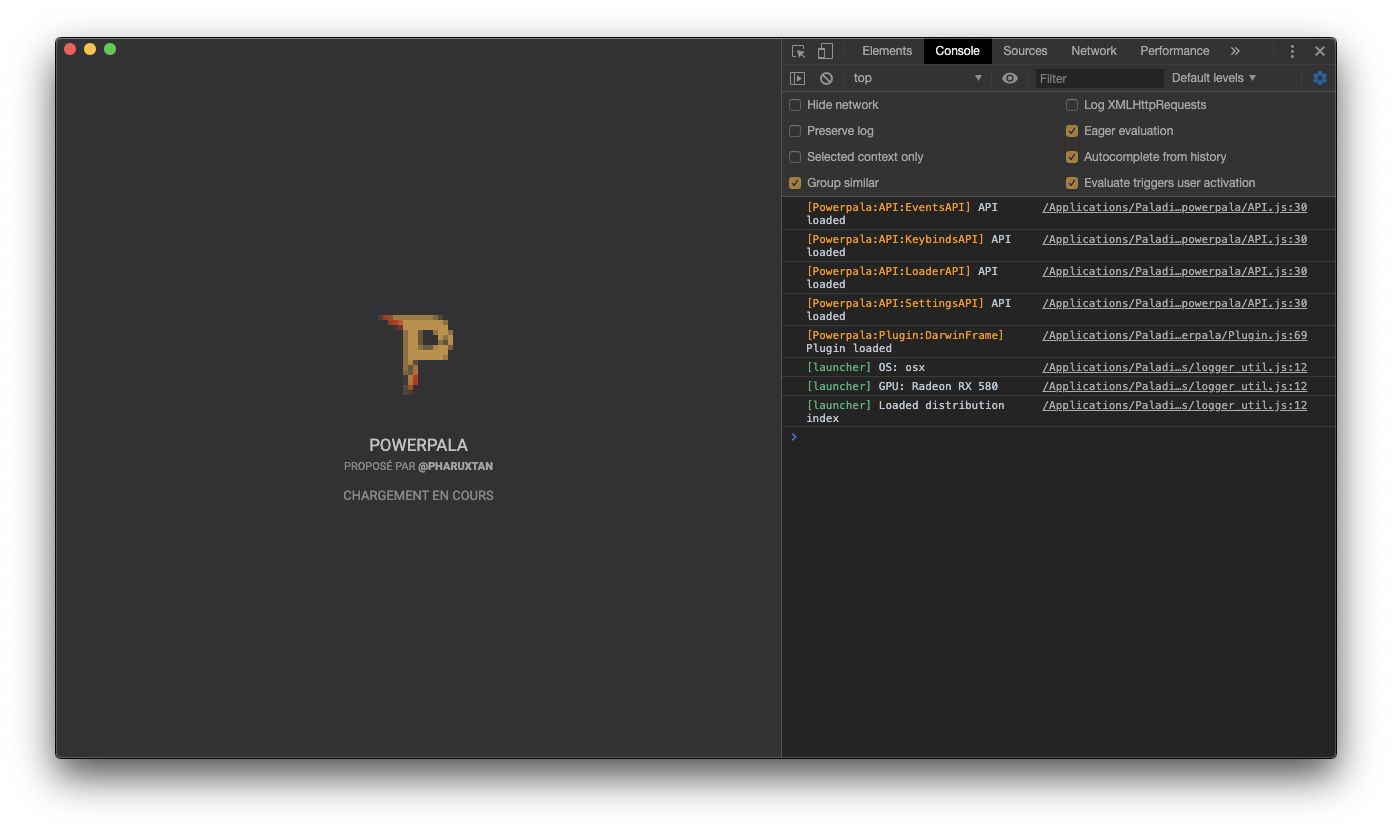 Elements Console Sources Network Performance »
top ▼ Filter Default levels ▼
Hide network Log XMLHttpRequests
Preserve log Eager evaluation
Selected context only Autocomplete from history
Group similar Evaluate triggers user activation
[Powerpala:API:EventsAPI] API /Applications/Paladi…powerpala/API.js:30
loaded
[Powerpala:API:KeybindsAPI] API /Applications/Paladi…powerpala/API.js:30
loaded
[Powerpala:API:LoaderAPI] API /Applications/Paladi…powerpala/API.js:30
loaded
[Powerpala:API:SettingsAPI] API /Applications/Paladi…powerpala/API.js:30
loaded
[Powerpala:Plugin:DarwinFrame] /Applications/Paladi…erpala/Plugin.js:69
Plugin loaded
[launcher] OS: osx /Applications/Paladi…s/logger_util.js:12
[launcher] GPU: Radeon RX 580 /Applications/Paladi…s/logger_util.js:12
[launcher] Loaded distribution /Applications/Paladi…s/logger_util.js:12
index
POWERPALA
PROPOSÉ PAR @PHARUXTAN
CHARGEMENT EN COURS